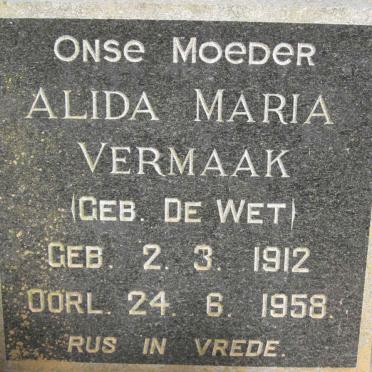 Onse Moeder
ALIDA MARIA
VERMAAK
(GEB. DE WET)
GEB. 2. 3. 1912
OORL. 24. 6. 1958.
RUS IN VREDE.